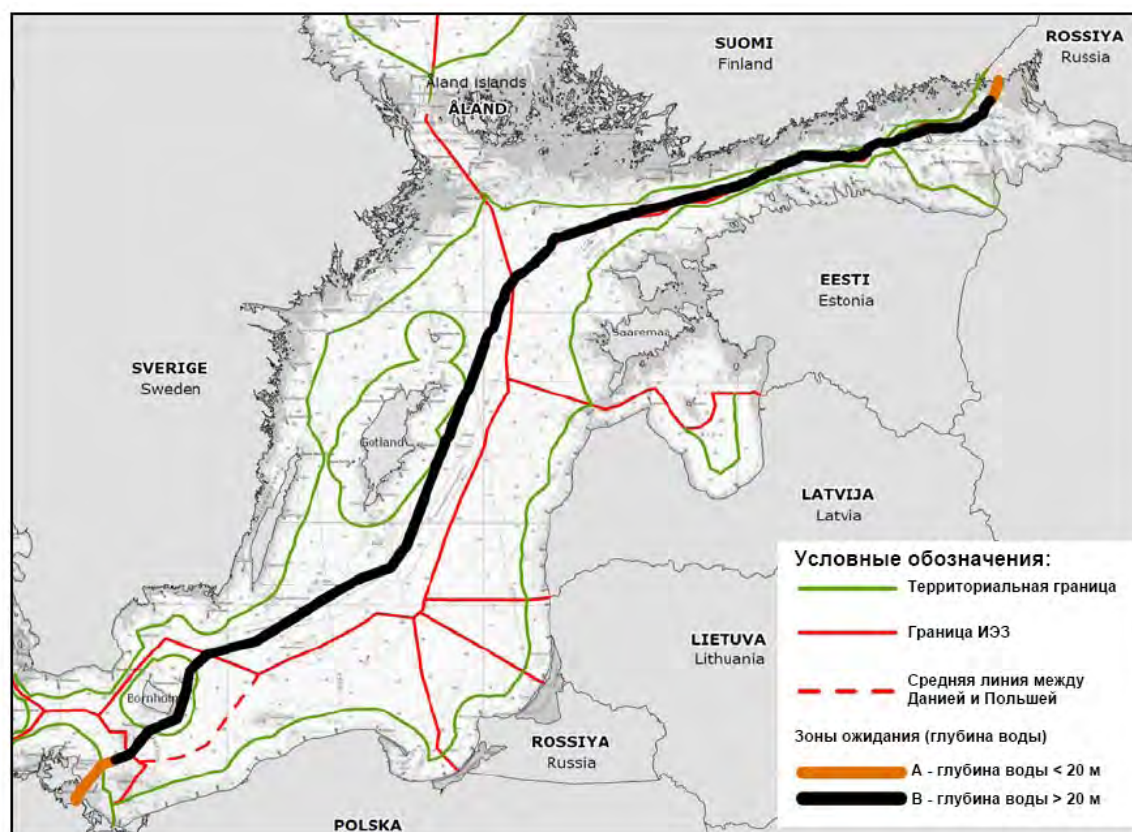 SUOMI
Finland
ROSSIYA
Russia
Aland islands
ÅLAND
EESTI
Estonia
Saaremaa
SVERIGE
Sweden
Gotland
LATVIJA
Latvia
LIETUVA
Lithuania
Bornholm
ROSSIYA
Russia
POLSKA
Условные обозначения:
Территориальная граница
Граница ИЭЗ
Средняя линия между
Данией и Польшей
Зоны ожидания (глубина воды)
А - глубина воды < 20 м
В - глубина воды > 20 м